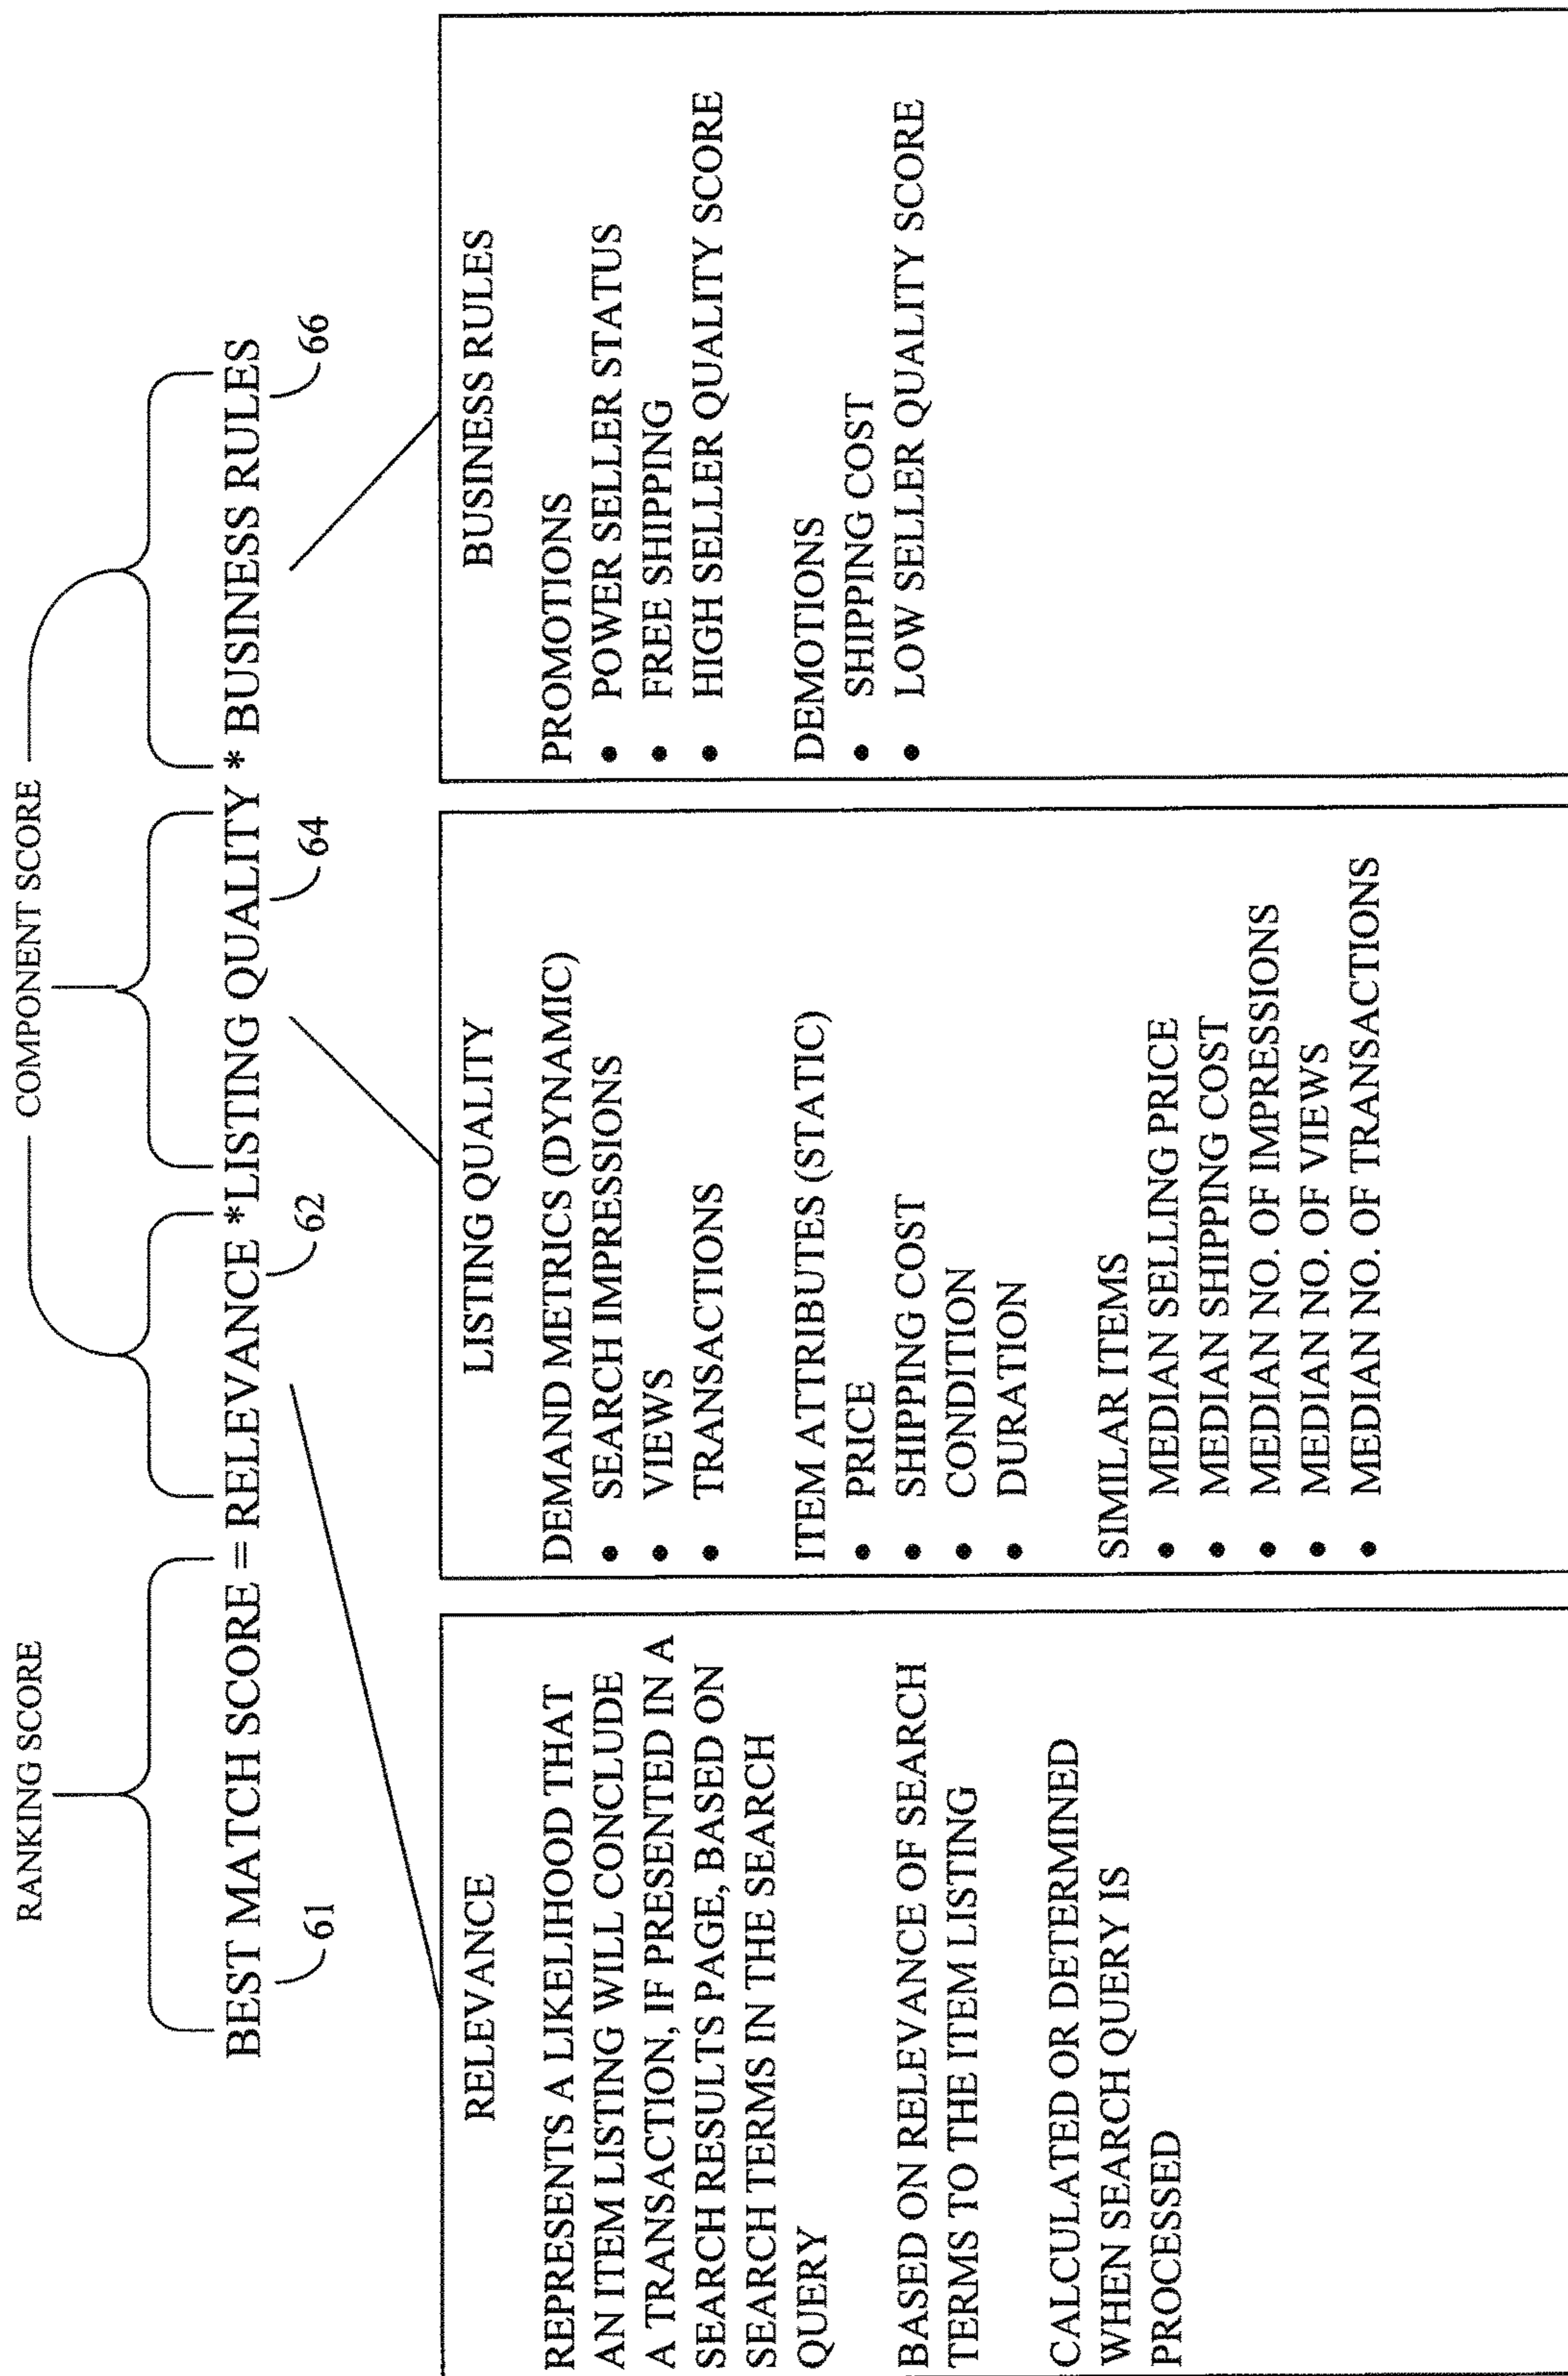 RANKING SCORE
COMPONENT SCORE
BEST MATCH SCORE = RELEVANCE *LISTING QUALITY * BUSINESS RULES
61
62
64
66
RELEVANCE
REPRESENTS A LIKELIHOOD THAT
AN ITEM LISTING WILL CONCLUDE
A TRANSACTION, IF PRESENTED IN A
SEARCH RESULTS PAGE, BASED ON
SEARCH TERMS IN THE SEARCH
QUERY
BASED ON RELEVANCE OF SEARCH
TERMS TO THE ITEM LISTING
CALCULATED OR DETERMINED
WHEN SEARCH QUERY IS
PROCESSED
LISTING QUALITY
DEMAND METRICS (DYNAMIC)
• SEARCH IMPRESSIONS
• VIEWS
• TRANSACTIONS
ITEM ATTRIBUTES (STATIC)
• PRICE
• SHIPPING COST
• CONDITION
• DURATION
SIMILAR ITEMS
• MEDIAN SELLING PRICE
• MEDIAN SHIPPING COST
• MEDIAN NO. OF IMPRESSIONS
• MEDIAN NO. OF VIEWS
• MEDIAN NO. OF TRANSACTIONS
BUSINESS RULES
PROMOTIONS
• POWER SELLER STATUS
• FREE SHIPPING
• HIGH SELLER QUALITY SCORE
DEMOTIONS
• SHIPPING COST
• LOW SELLER QUALITY SCORE